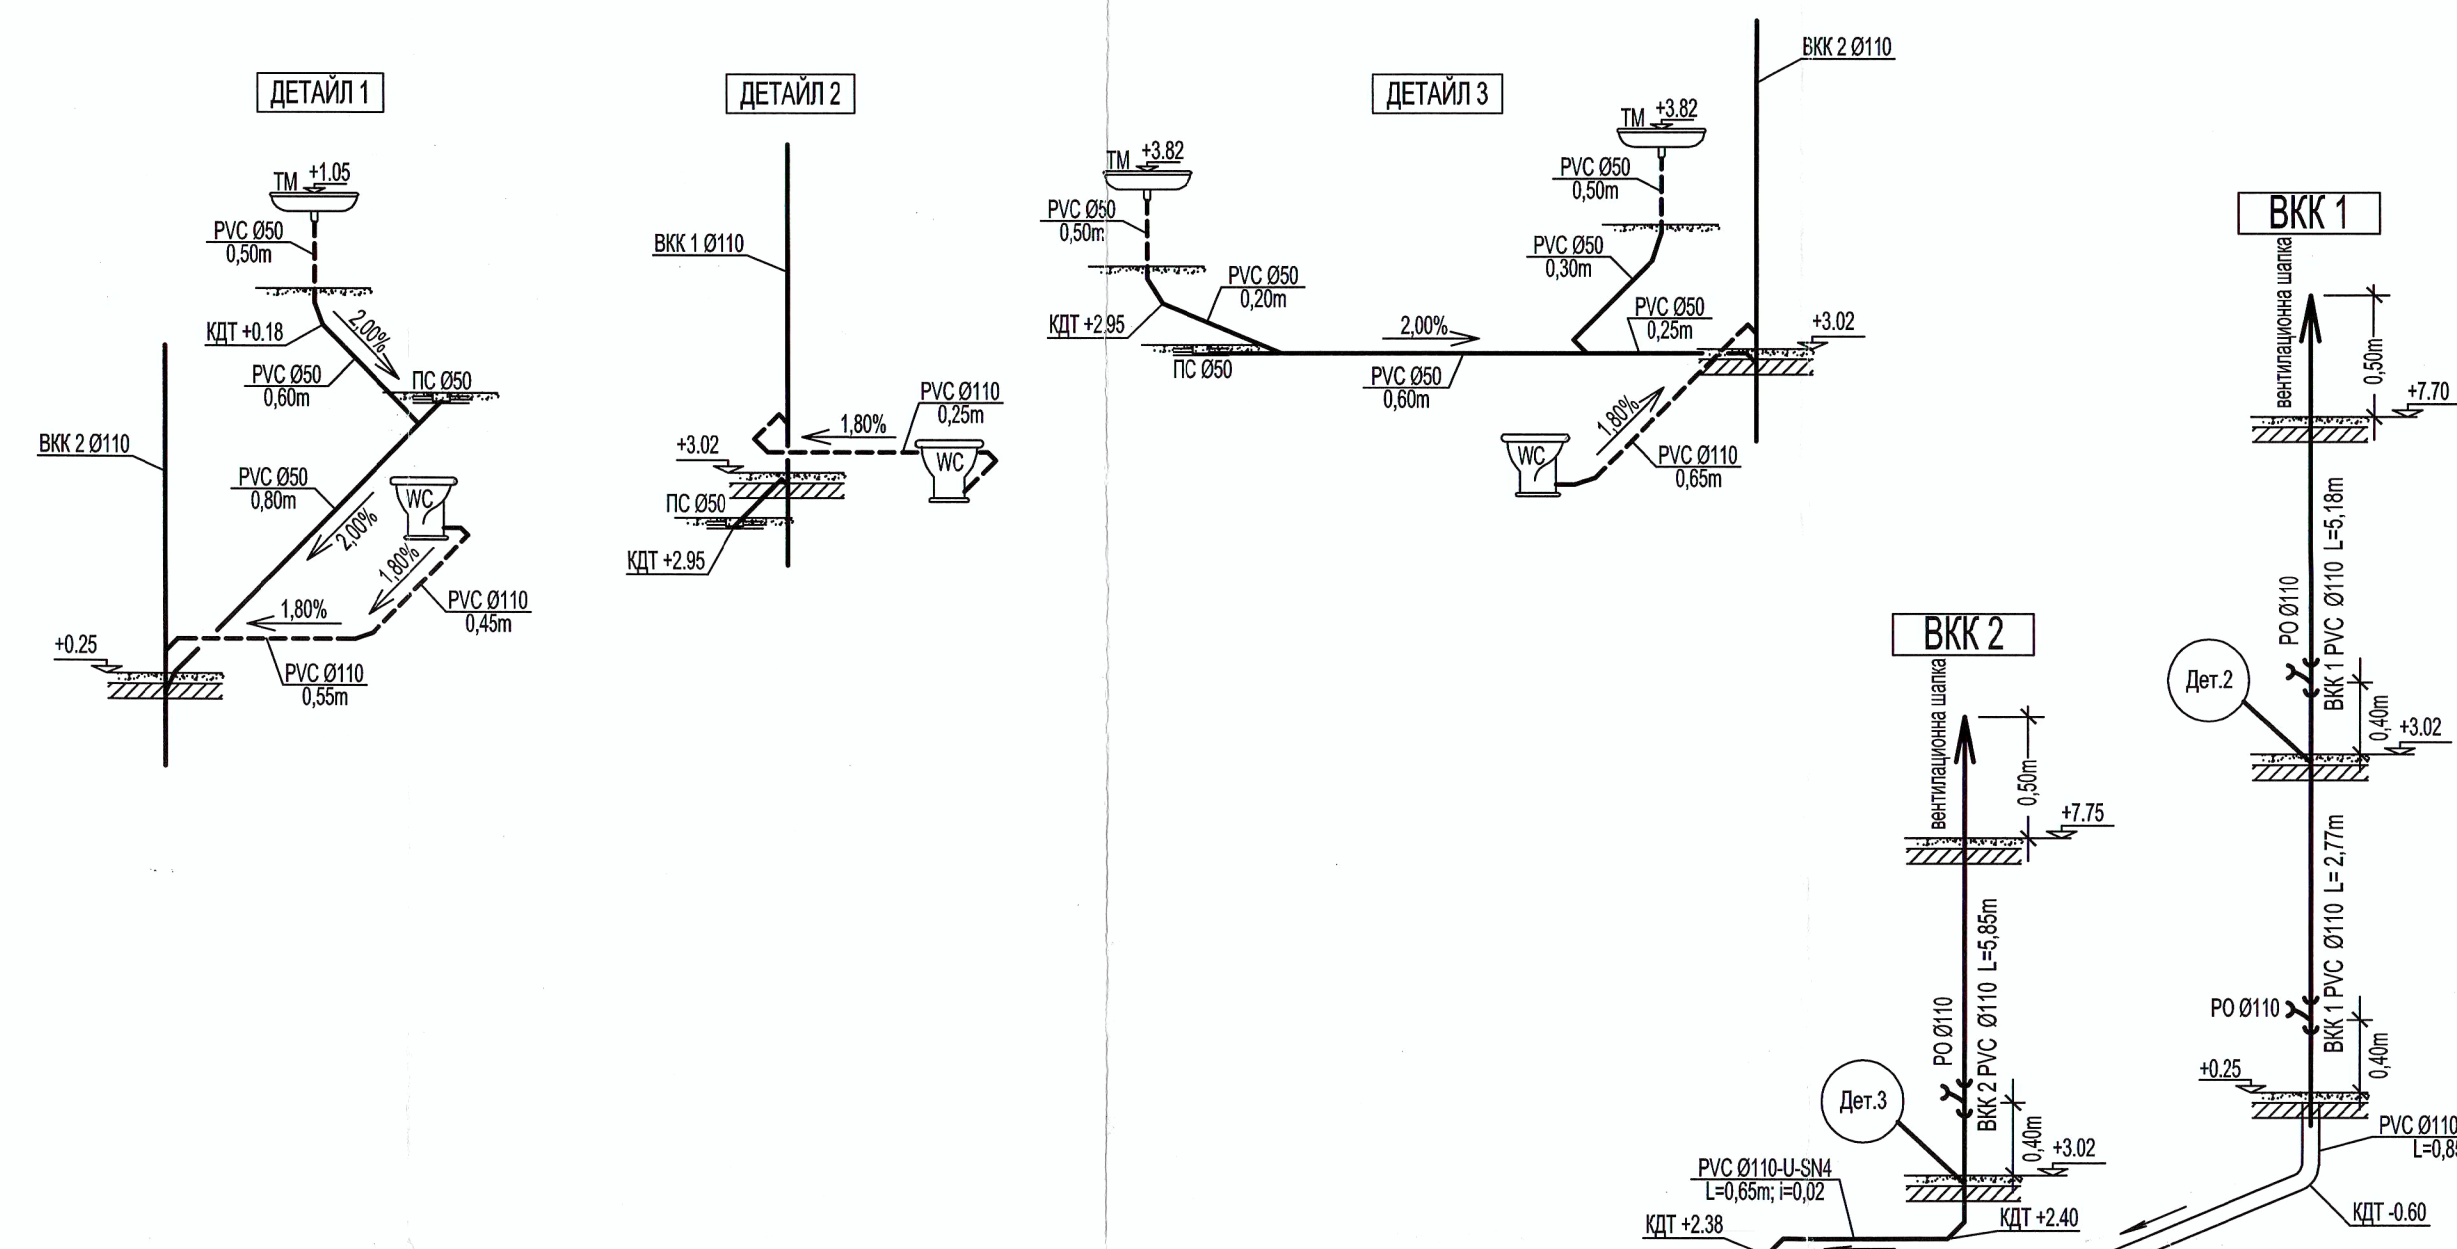 ДЕТАЙЛ 1
ТМ +1.05
PVC Ø50
0,50m
КДТ +0.18
2,00%
PVC Ø50
0,60m
ПС Ø50
ВКК 2 Ø110
PVC Ø50
0,80m
2,00%
WC
1,80%
PVC Ø110
0,45m
1,80%
+0.25
PVC Ø110
0,55m
ДЕТАЙЛ 2
ВКК 1 Ø110
PVC Ø110
0,25m
1,80%
WC
+3.02
ПС Ø50
КДТ +2.95
ДЕТАЙЛ 3
ВКК 2 Ø110
ТМ +3.82
PVC Ø50
0,50m
ТМ +3.82
PVC Ø50
0,50m
PVC Ø50
0,30m
PVC Ø50
0,20m
КДТ +2.95
2,00%
PVC Ø50
0,25m
+3.02
ПС Ø50
PVC Ø50
0,60m
1,80%
WC
PVC Ø110
0,65m
ВКК 2
вентилационна шапка
0,50m
+7.75
ВКК 2 PVC Ø110 L=5,85m
РО Ø110
Дет.3
0,40m
+3.02
PVC Ø110-U-SN4
L=0,65m; i=0,02
КДТ +2.38
КДТ +2.40
ВКК 1
вентилационна шапка
0,50m
+7.70
ВКК 1 PVC Ø110 L=5,18m
РО Ø110
Дет.2
0,40m
+3.02
ВКК 1 PVC Ø110 L= 2,77m
РО Ø110
0,40m
+0.25
PVC Ø110
КДТ -0.60